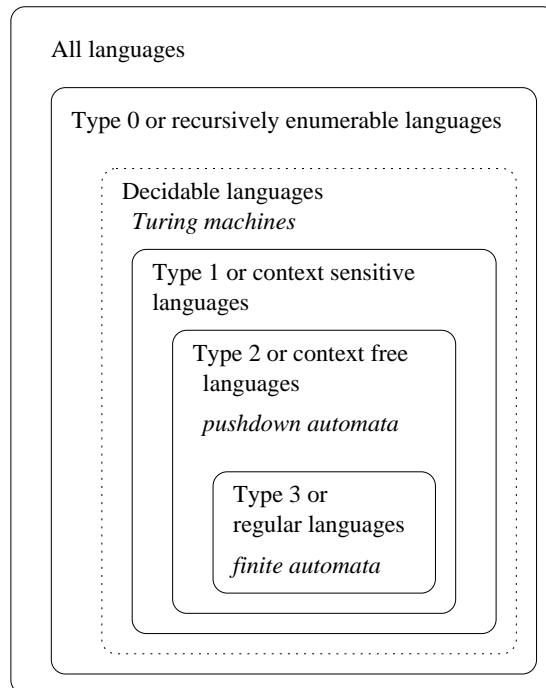 All languages
Type 0 or recursively enumerable languages
Decidable languages
Turing machines
Type 1 or context sensitive
languages
Type 2 or context free
languages
pushdown automata
Type 3 or
regular languages
finite automata